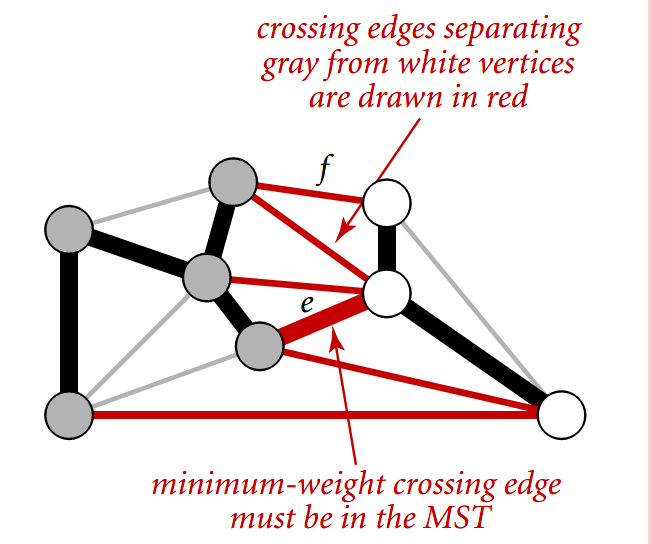 crossing edges separating
gray from white vertices
are drawn in red
f
e
minimum-weight crossing edge
must be in the MST